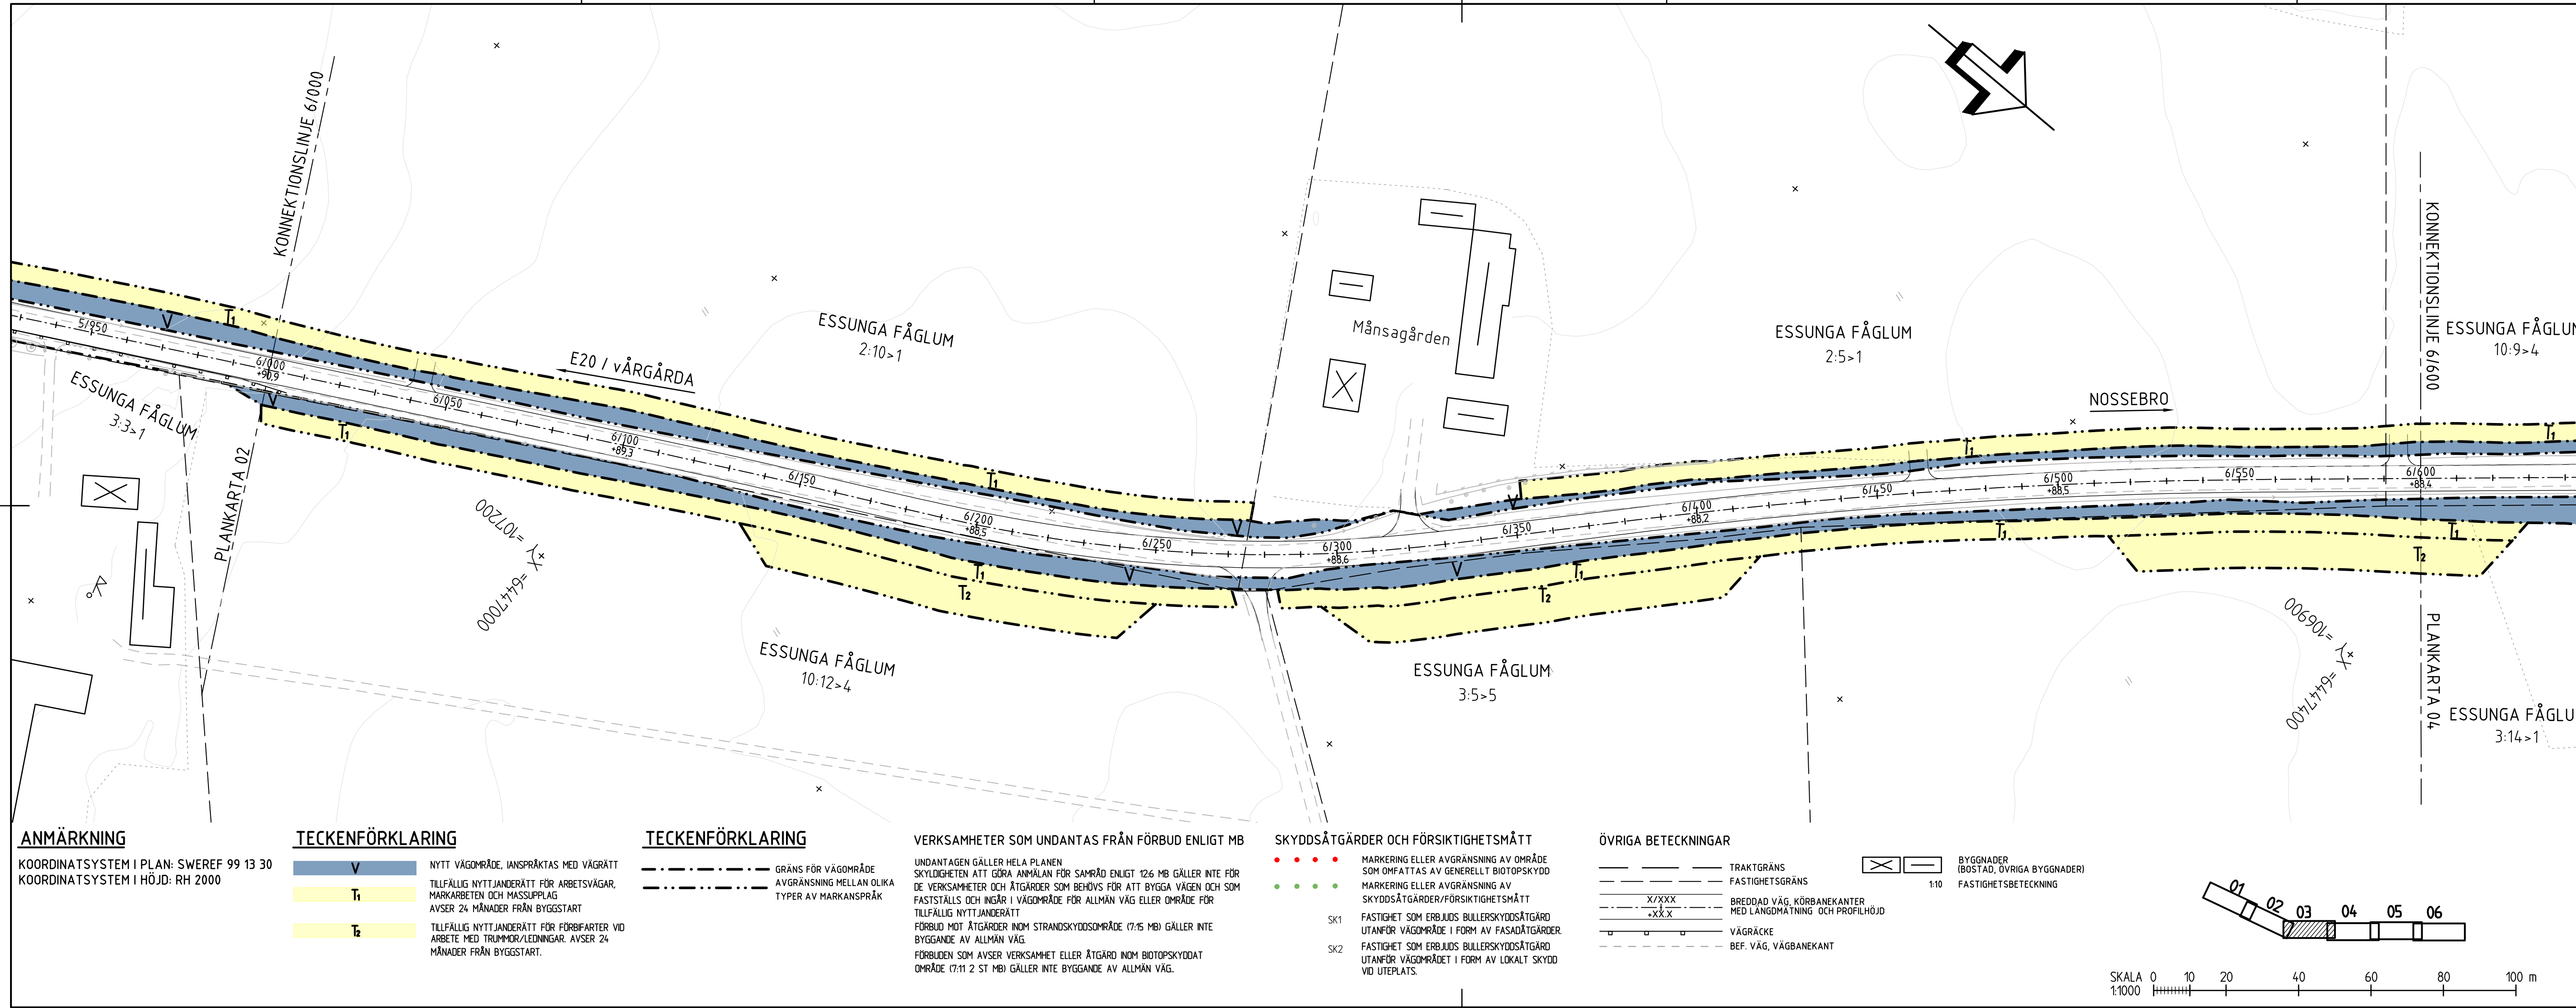 KONNEKTIONSLINJE 6/000
PLANKARTA 02
5/950
V
T1
6/000
+90,9
V
T1
6/050
6/100
+89,3
6/150
6/200
+88,5
6/250
6/300
+88,6
6/350
6/400
+88,2
6/450
6/500
+88,5
6/550
6/600
+88,4
ESSUNGA FÅGLUM
3:3>1
E20 / vÅRGÅRDA
ESSUNGA FÅGLUM
2:10>1
T1
V
V
T1
T2
X =6447000
Y =107200
ESSUNGA FÅGLUM
10:12>4
Månsagården
V
V
T1
T2
ESSUNGA FÅGLUM
3:5>5
ESSUNGA FÅGLUM
2:5>1
NOSSEBRO
T1
T1
T1
T2
T1
KONNEKTIONSLINJE 6/600
PLANKARTA 04
ESSUNGA FÅGLUM
10:9>4
X =6447400
Y =106900
ESSUNGA FÅGLU
3:14>1
ANMÄRKNING
KOORDINATSYSTEM I PLAN: SWEREF 99 13 30
KOORDINATSYSTEM I HÖJD: RH 2000
TECKENFÖRKLARING
V NYTT VÄGOMRÅDE, IANSPRÅKTAS MED VÄGRÄTT
T1 TILLFÄLLIG NYTTJANDERÄTT FÖR ARBETSVÄGAR,
MARKARBETEN OCH MASSUPPLAG
AVSER 24 MÅNADER FRÅN BYGGSTART
T2 TILLFÄLLIG NYTTJANDERÄTT FÖR FÖRBIFARTER VID
ARBETE MED TRUMMOR/LEDNINGAR. AVSER 24
MÅNADER FRÅN BYGGSTART.
TECKENFÖRKLARING
GRÄNS FÖR VÄGOMRÅDE
AVGRÄNSNING MELLAN OLIKA
TYPER AV MARKANSPRÅK
VERKSAMHETER SOM UNDANTAS FRÅN FÖRBUD ENLIGT MB
UNDANTAGEN GÄLLER HELA PLANEN
SKYLDIGHETEN ATT GÖRA ANMÄLAN FÖR SAMRÅD ENLIGT 12:6 MB GÄLLER INTE FÖR
DE VERKSAMHETER OCH ÅTGÄRDER SOM BEHÖVS FÖR ATT BYGGA VÄGEN OCH SOM
FASTSTÄLLS OCH INGÅR I VÄGOMRÅDE FÖR ALLMÄN VÄG ELLER OMRÅDE FÖR
TILLFÄLLIG NYTTJANDERÄTT
FÖRBUD MOT ÅTGÄRDER INOM STRANDSKYDDSOMRÅDE (7:15 MB) GÄLLER INTE
BYGGANDE AV ALLMÄN VÄG.
FÖRBUDEN SOM AVSER VERKSAMHET ELLER ÅTGÄRD INOM BIOTOPSKYDDAT
OMRÅDE (7:11 2 ST MB) GÄLLER INTE BYGGANDE AV ALLMÄN VÄG.
SKYDDSÅTGÄRDER OCH FÖRSIKTIGHETSMÅTT
MARKERING ELLER AVGRÄNSNING AV OMRÅDE
SOM OMFATTAS AV GENERELLT BIOTOPSKYDD
MARKERING ELLER AVGRÄNSNING AV
SKYDDSÅTGÄRDER/FÖRSIKTIGHETSMÅTT
SK1 FASTIGHET SOM ERBJUDS BULLERSKYDDSÅTGÄRD
UTANFÖR VÄGOMRÅDE I FORM AV FASADÅTGÄRDER.
SK2 FASTIGHET SOM ERBJUDS BULLERSKYDDSÅTGÄRD
UTANFÖR VÄGOMRÅDET I FORM AV LOKALT SKYDD
VID UTEPLATS.
ÖVRIGA BETECKNINGAR
TRAKTGRÄNS
FASTIGHETSGRÄNS
X/XXX
+XX.X
BREDDAD VÄG, KÖRBANEKANTER
MED LÄNGDMÄTNING OCH PROFILHÖJD
VÄGRÄCKE
BEF. VÄG, VÄGBANEKANT
BYGGNADER
(BOSTAD, ÖVRIGA BYGGNADER)
1:10 FASTIGHETSBETECKNING
01 02 03 04 05 06
SKALA 0 10 20 40 60 80 100 m
1:1000